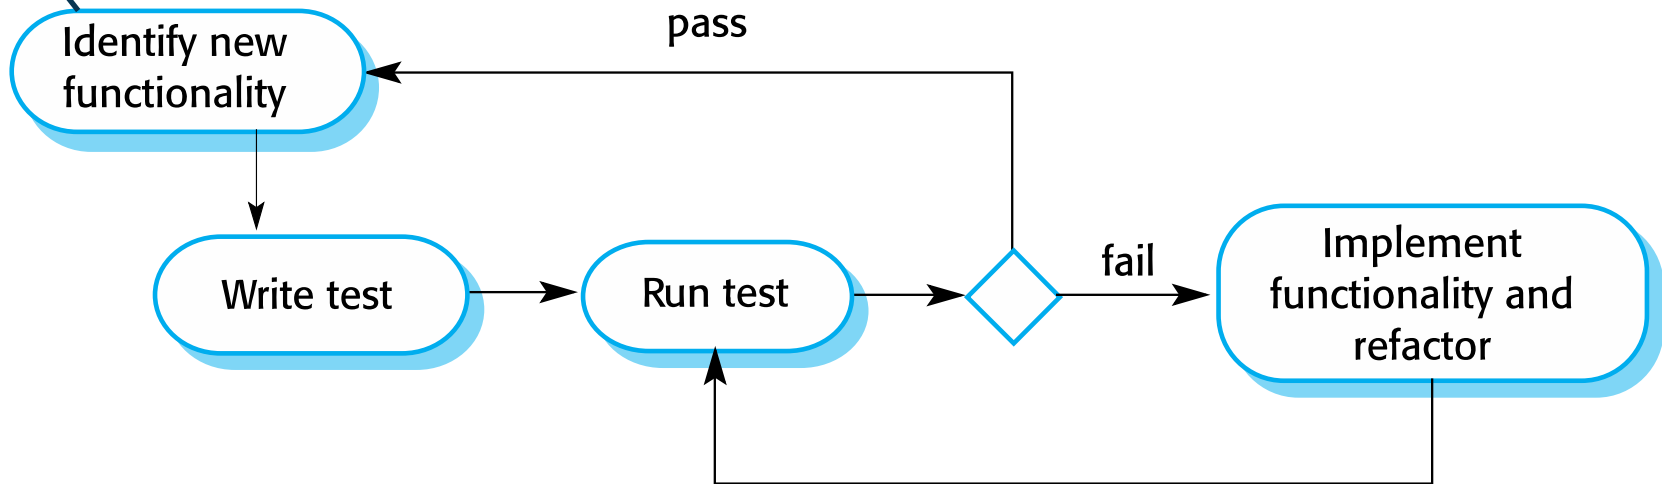 pass
Identify new
functionality
Write test
Run test
fail
Implement
functionality and
refactor